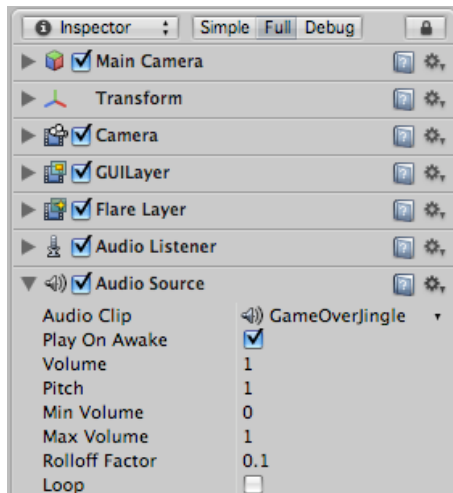 Inspector Simple Full Debug
Main Camera
Transform
Camera
GUILayer
Flare Layer
Audio Listener
Audio Source
Audio Clip GameOverJingle
Play On Awake
Volume 1
Pitch 1
Min Volume 0
Max Volume 1
Rolloff Factor 0.1
Loop